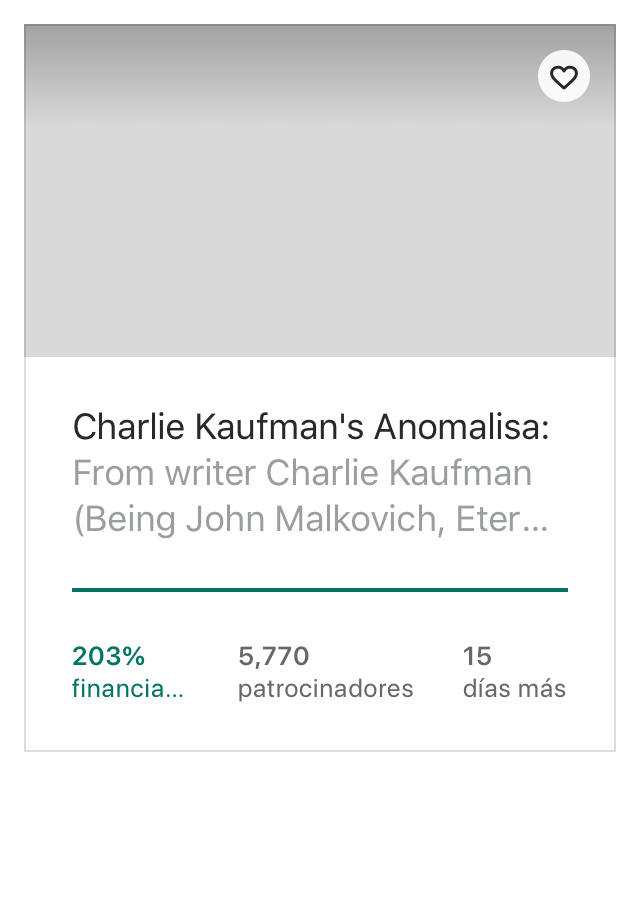 Charlie Kaufman's Anomalisa:
From writer Charlie Kaufman
(Being John Malkovich, Eter...
203%
financia...
5,770
patrocinadores
15
días más